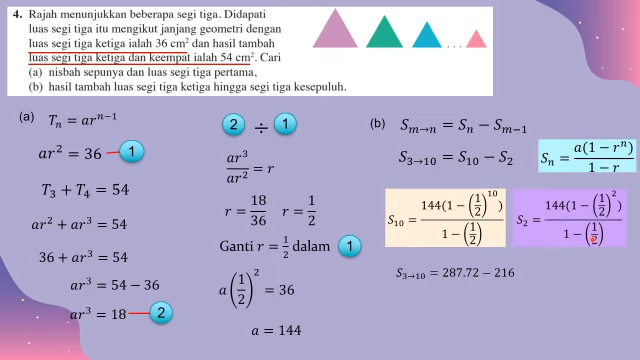 4. Rajah menunjukkan beberapa segi tiga. Didapati
luas segi tiga itu mengikut janjang geometri dengan
luas segi tiga ketiga ialah 36 cm² dan hasil tambah
luas segi tiga ketiga dan keempat ialah 54 cm². Cari
(a) nisbah sepunya dan luas segi tiga pertama,
(b) hasil tambah luas segi tiga ketiga hingga segi tiga kesepuluh.
. . .
(a) Tₙ = arⁿ⁻¹
ar² = 36 1
T₃ + T₄ = 54
ar² + ar³ = 54
36 + ar³ = 54
ar³ = 54 − 36
ar³ = 18 2
2 ÷ 1
ar³/ar² = r
r = 18/36 r = 1/2
Ganti r = 1/2 dalam 1
a(1/2)² = 36
a = 144
(b) Sₘ→ₙ = Sₙ − Sₘ₋₁
S₃→₁₀ = S₁₀ − S₂
Sₙ = a(1 − rⁿ)/(1 − r)
S₁₀ = 144(1 − (1/2)¹⁰)/(1 − (1/2))
S₂ = 144(1 − (1/2)²)/(1 − (1/2))
S₃→₁₀ = 287.72 − 216